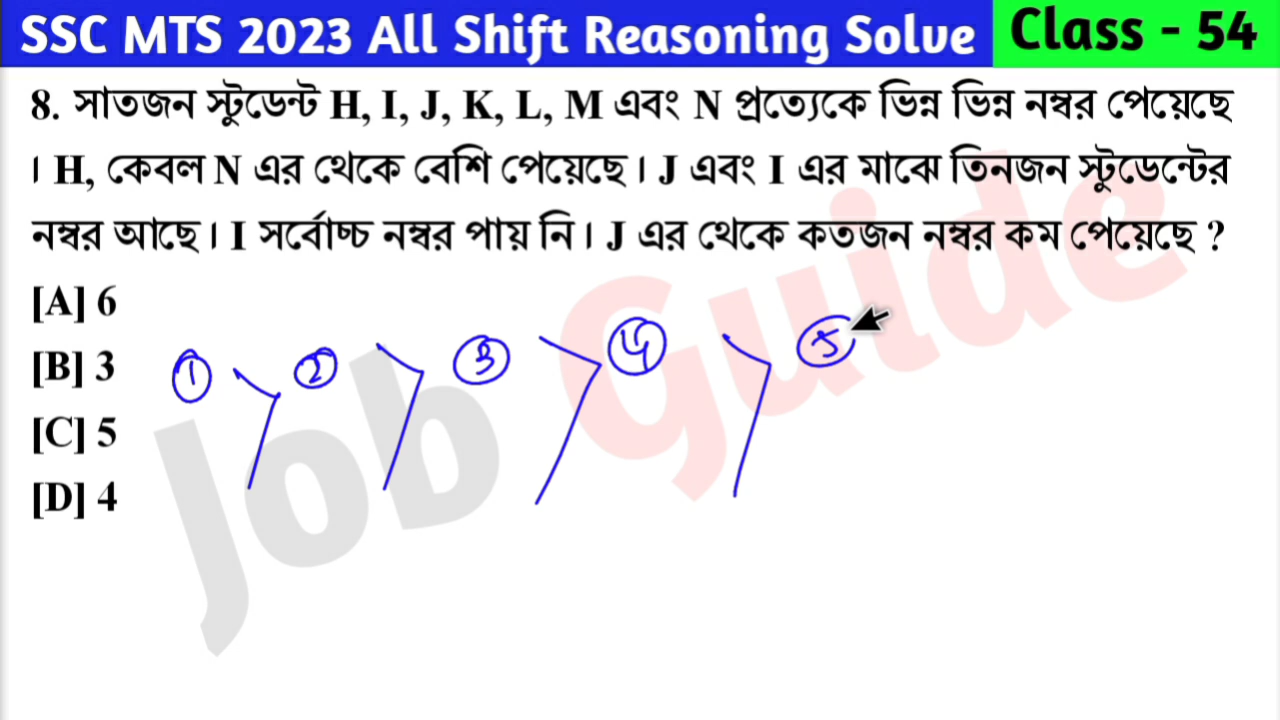 SSC MTS 2023 All Shift Reasoning Solve Class - 54
8. সাতজন স্টুডেন্ট H, I, J, K, L, M এবং N প্রত্যেকে ভিন্ন ভিন্ন নম্বর পেয়েছে
। H, কেবল N এর থেকে বেশি পেয়েছে। J এবং I এর মাঝে তিনজন স্টুডেন্টের
নম্বর আছে। I সর্বোচ্চ নম্বর পায় নি। J এর থেকে কতজন নম্বর কম পেয়েছে ?
[A] 6
[B] 3
[C] 5
[D] 4
1 > 2 > 3 > 4 > 5
Job Guide